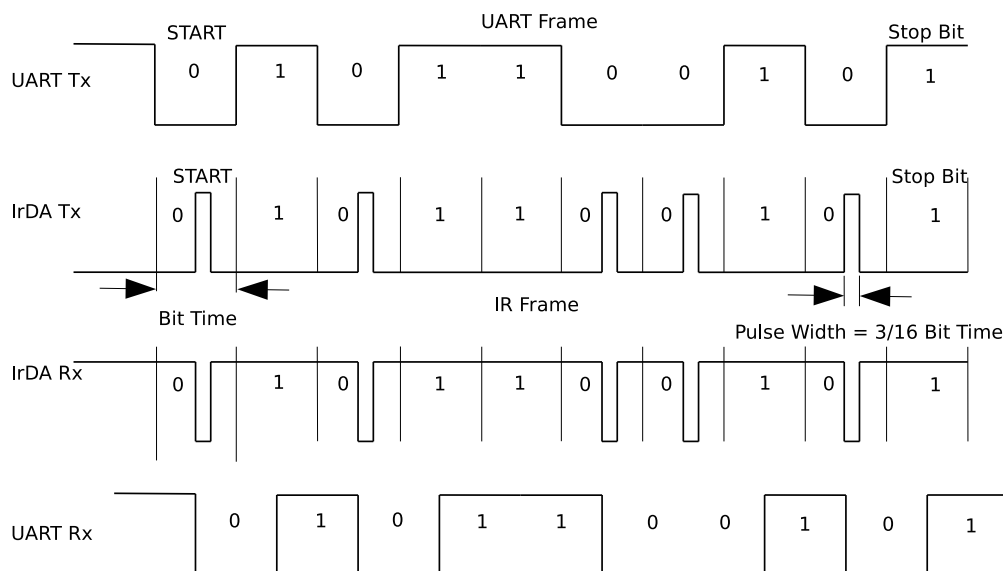 START UART Frame Stop Bit
UART Tx 0 1 0 1 1 0 0 1 0 1
START Stop Bit
IrDA Tx 0 1 0 1 1 0 0 1 0 1
Bit Time IR Frame
Pulse Width = 3/16 Bit Time
IrDA Rx 0 1 0 1 1 0 0 1 0 1
UART Rx 0 1 0 1 1 0 0 1 0 1